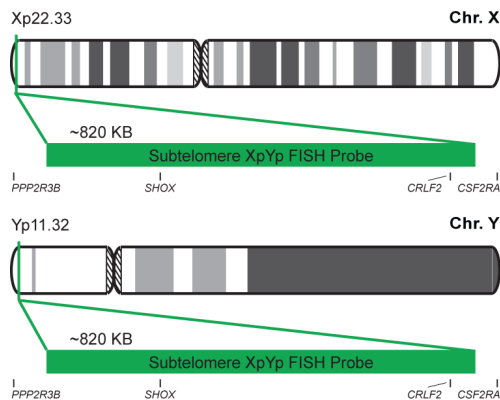 Xp22.33 Chr. X
~820 KB
Subtelomere XpYp FISH Probe
PPP2R3B SHOX CRLF2 CSF2RA
Yp11.32 Chr. Y
~820 KB
Subtelomere XpYp FISH Probe
PPP2R3B SHOX CRLF2 CSF2RA